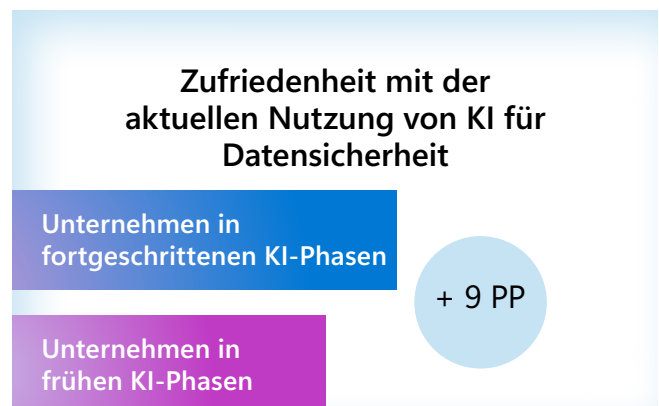 Zufriedenheit mit der
aktuellen Nutzung von KI für
Datensicherheit
Unternehmen in
fortgeschrittenen KI-Phasen
+ 9 PP
Unternehmen in
frühen KI-Phasen